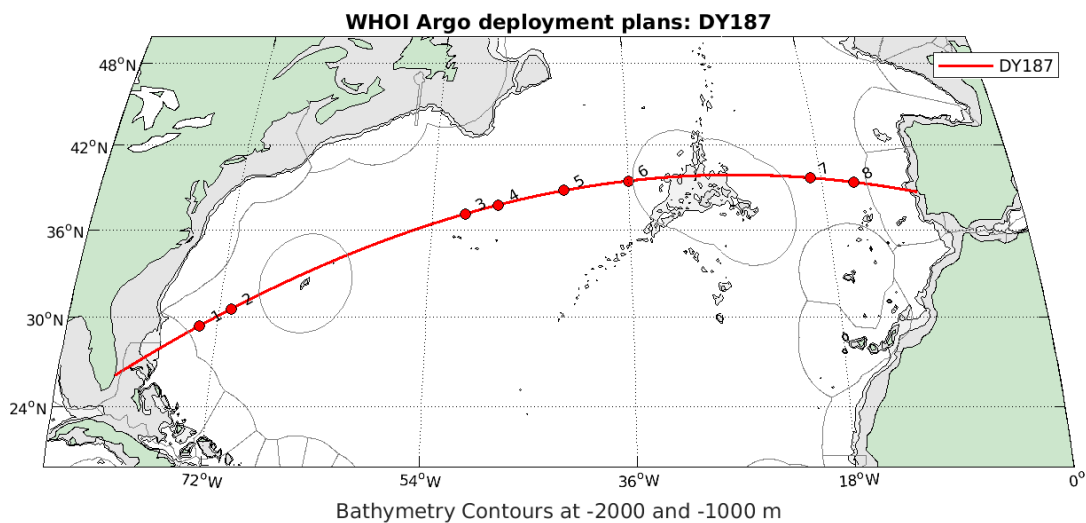 WHOI Argo deployment plans: DY187
DY187
48°N
42°N
36°N
30°N
24°N
1
2
3
4
5
6
7
8
72°W
54°W
36°W
18°W
0°
Bathymetry Contours at -2000 and -1000 m